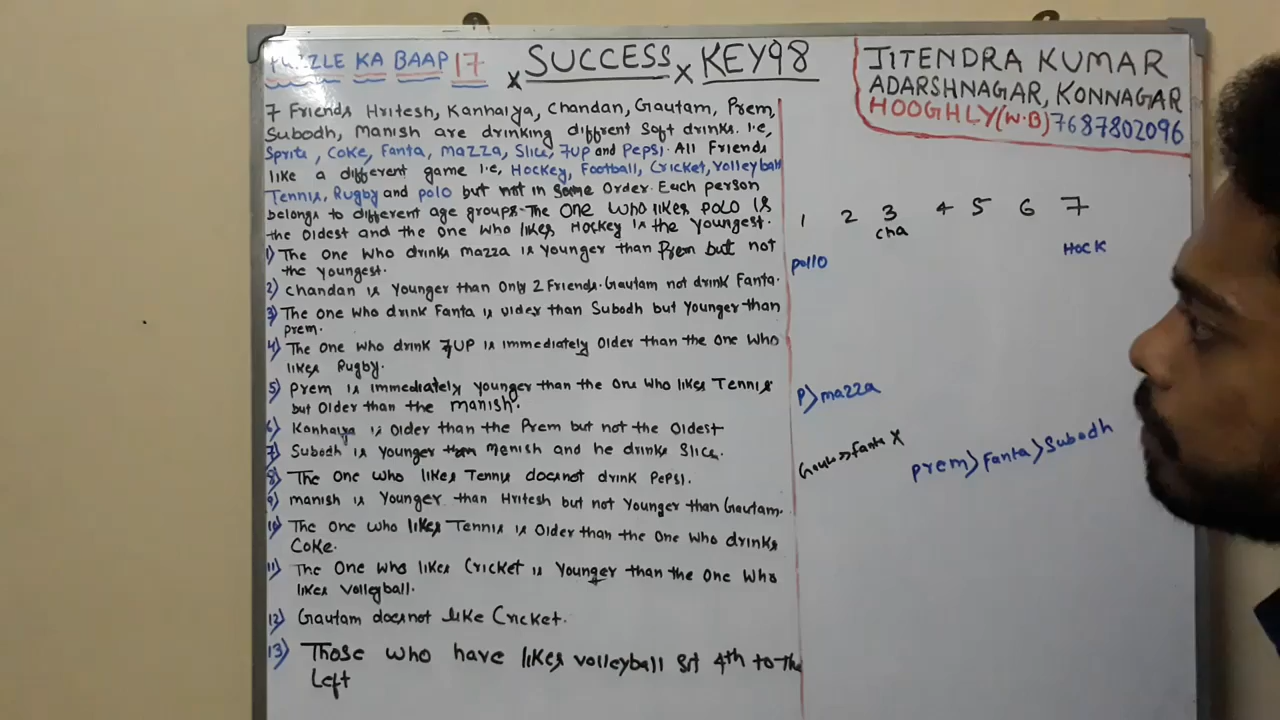 PUZZLE KA BAAP 17 x SUCCESS x KEY98
JITENDRA KUMAR
ADARSHNAGAR, KONNAGAR
HOOGHLY(W.B) 7687802096
7 Friends Hritesh, Kanhaiya, Chandan, Gautam, Prem,
Subodh, Manish are drinking different Soft drinks. i.e,
Sprite, Coke, Fanta, Mazza, Slice, 7UP and Pepsi. All Friends
like a different game i.e, Hockey, Football, Cricket, Volleyball
Tennis, Rugby and polo but not in Same Order. Each person
belongs to different age groups. The One Who likes POLO is
the Oldest and the one who likes Hockey is the youngest.
1) The One Who drinks mazza is younger than Prem but not
the youngest.
2) Chandan is Younger than Only 2 Friends. Gautam not drink Fanta.
3) The one who drink Fanta is older than Subodh but Younger than
Prem.
4) The One who drink 7UP is immediately Older than the One Who
likes Rugby.
5) Prem is immediately younger than the One Who likes Tennis
but Older than the manish.
6) Kanhaiya is Older than the Prem but not the Oldest
7) Subodh is younger than Menish and he drinks Slice.
8) The One who likes Tennis doesnot drink Pepsi.
9) manish is Younger than Hritesh but not Younger than Gautam.
10) The One who likes Tennis is Older than the One Who drinks
Coke.
11) The One who likes Cricket is Younger than the One Who
likes Volleyball.
12) Gautam doesnot like Cricket.
13) Those who have likes volleyball sit 4th to the
left
1 2 3 4 5 6 7
cha
pollo
Hock
P>mazza
Fanta X
prem>Fanta>Subodh